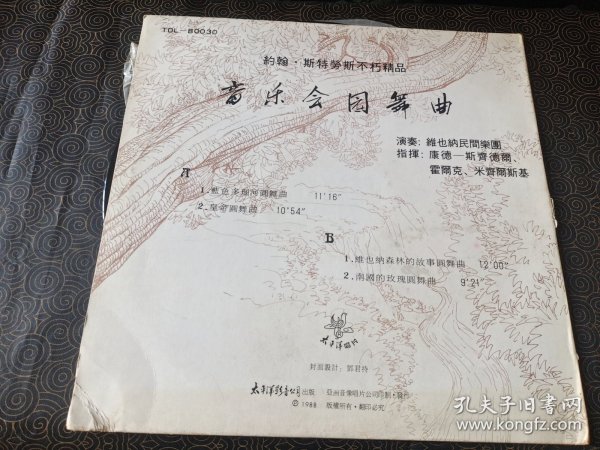 TDL-80030
約翰·斯特勞斯不朽精品
音乐会园舞曲
演奏: 維也納民間樂團
指揮: 康德一斯齊德爾、
霍爾克、米齊爾斯基
A
1.藍色多瑙河圓舞曲 11'16"
2.皇帝圓舞曲 10'54"
B
1.維也納森林的故事圓舞曲 12'00"
2.南國的玫瑰圓舞曲 9'21"
太平洋唱片
封面設計: 郭君持
太平洋影音公司出版 亞洲音像唱片公司印制·發行
℗ 1988 版權所有·翻印必究
孔夫子旧书网
www.kongfz.com